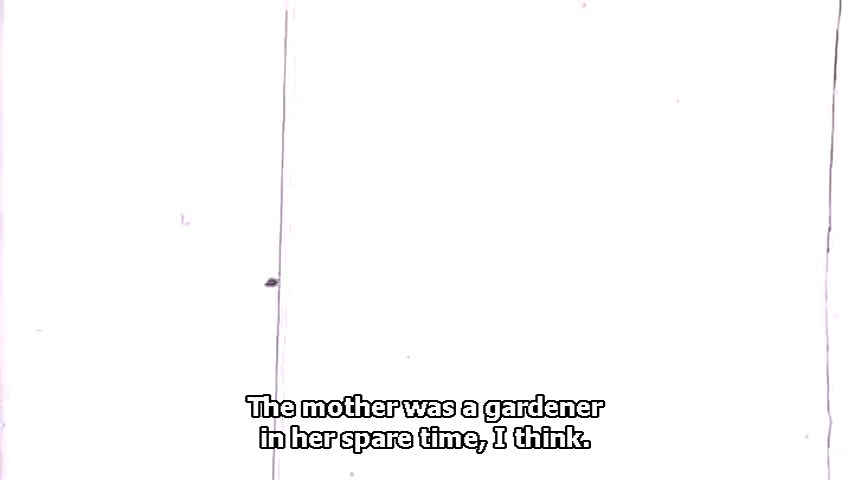 The mother was a gardener
in her spare time, I think.